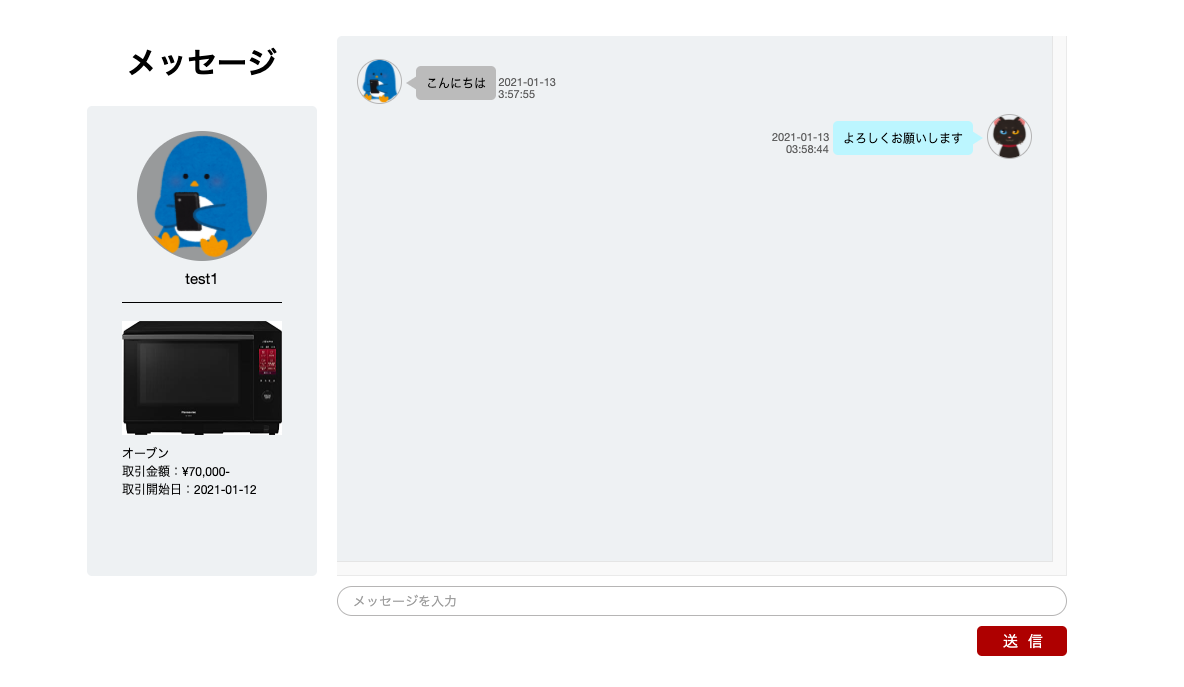 メッセージ
test1
オーブン
取引金額：¥70,000-
取引開始日：2021-01-12
こんにちは
2021-01-13
3:57:55
2021-01-13
03:58:44
よろしくお願いします
メッセージを入力
送 信